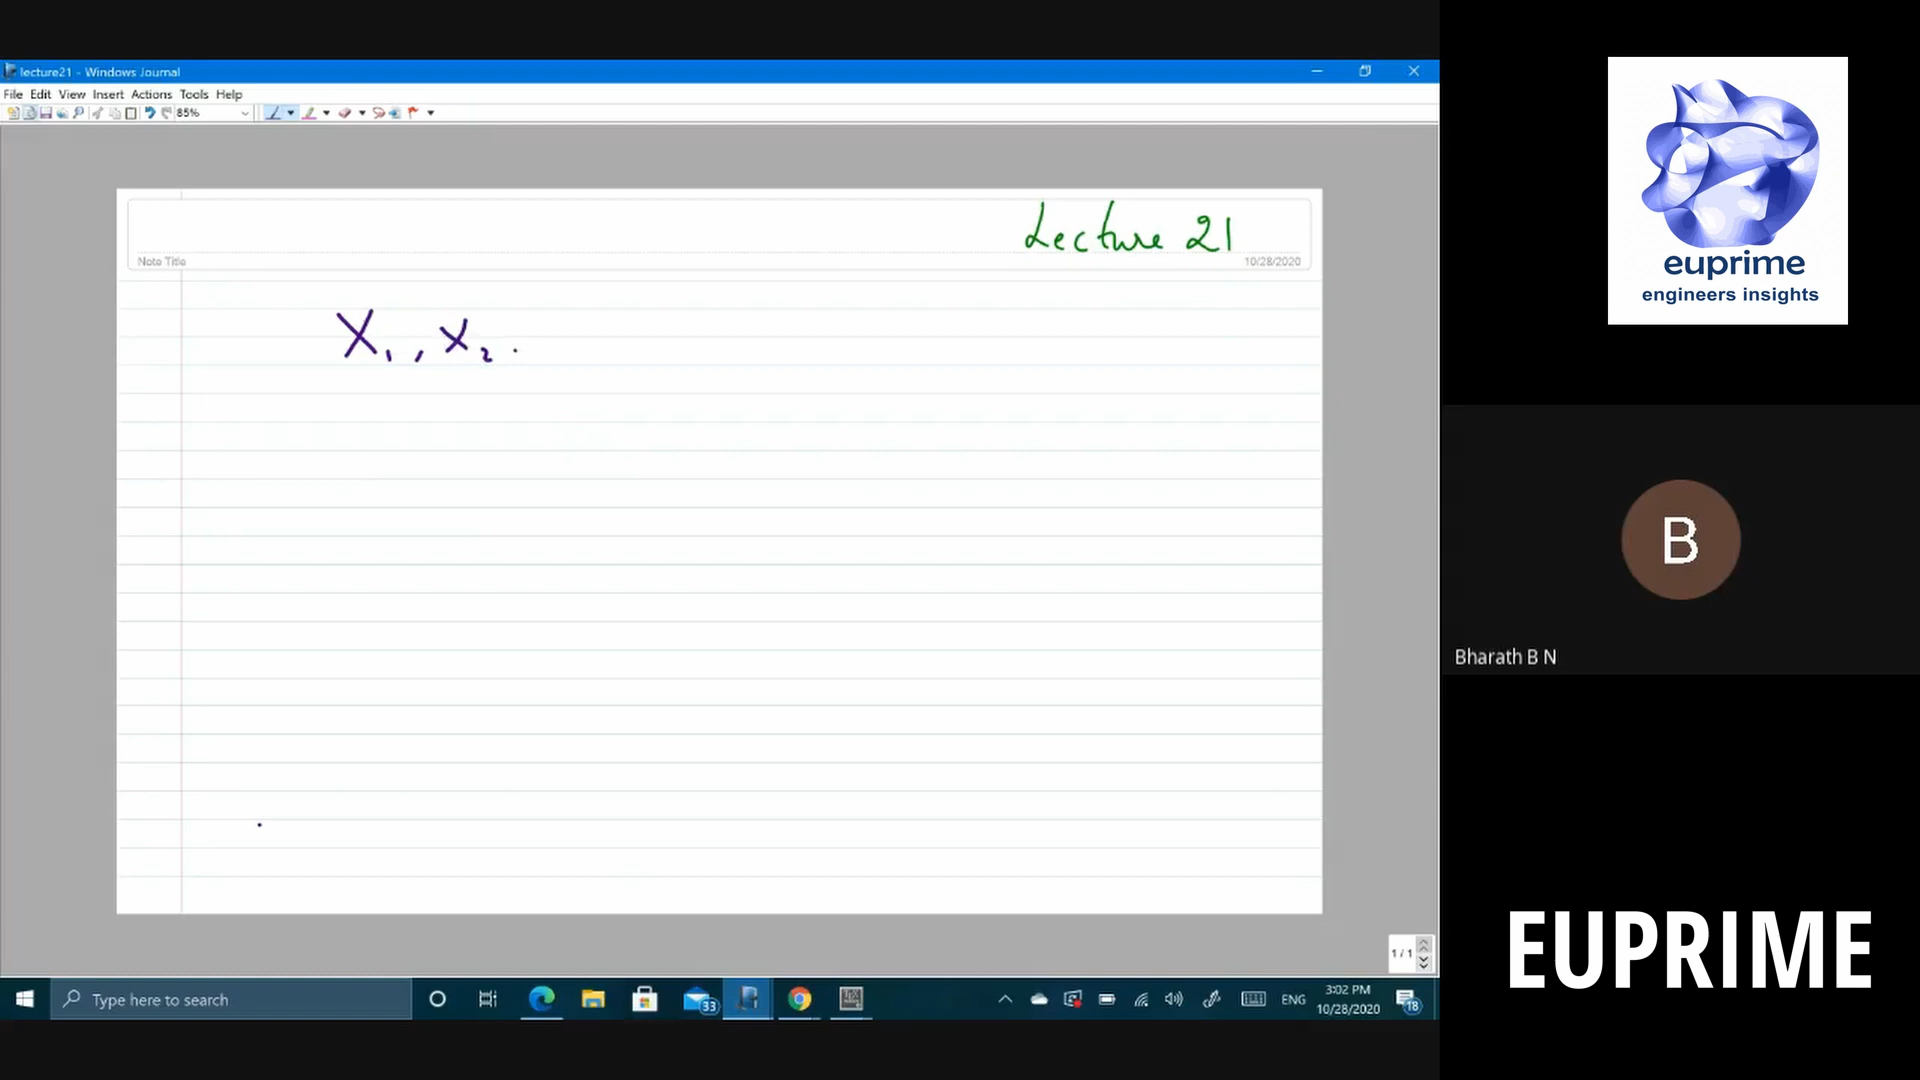 lecture21 - Windows Journal
File Edit View Insert Actions Tools Help
85%
Lecture 21
Note Title
10/28/2020
X₁, X₂.
1 / 1
Type here to search
33
ENG
3:02 PM
10/28/2020
18
euprime
engineers insights
B
Bharath B N
EUPRIME